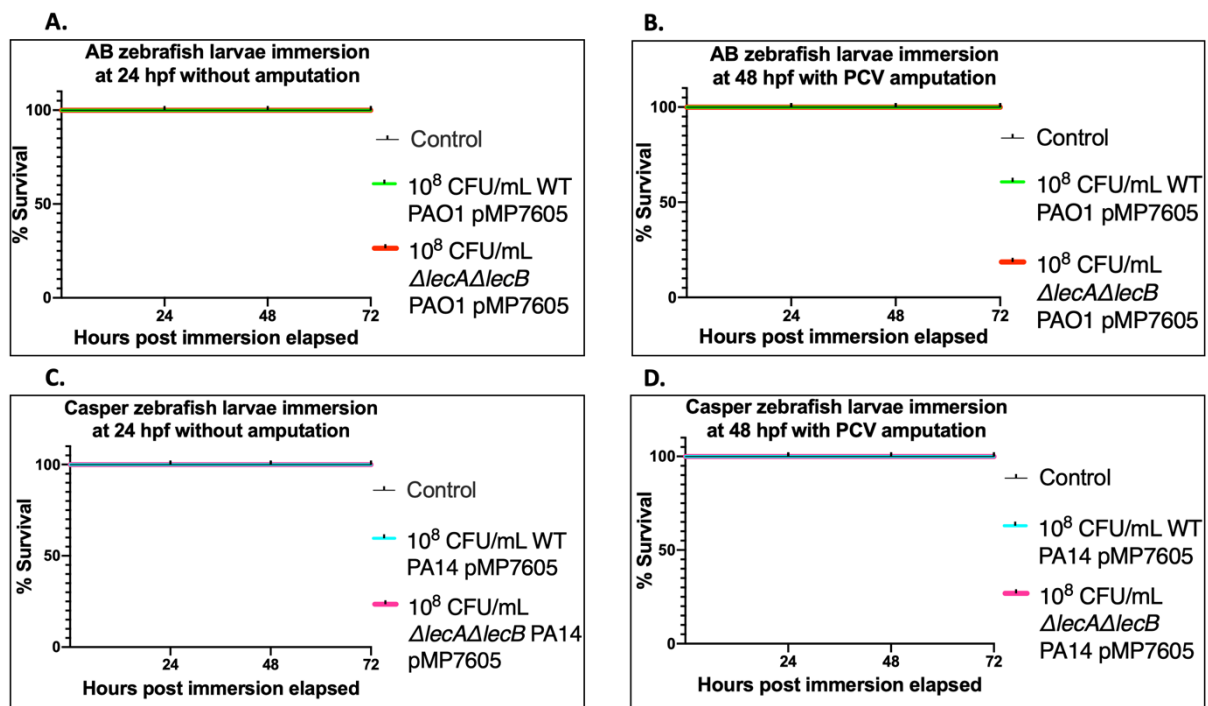 A.
AB zebrafish larvae immersion
at 24 hpf without amputation
% Survival
100
50
0
24 48 72
Hours post immersion elapsed
Control
10⁸ CFU/mL WT
PAO1 pMP7605
10⁸ CFU/mL
ΔlecAΔlecB
PAO1 pMP7605
B.
AB zebrafish larvae immersion
at 48 hpf with PCV amputation
% Survival
100
50
0
24 48 72
Hours post immersion elapsed
Control
10⁸ CFU/mL WT
PAO1 pMP7605
10⁸ CFU/mL
ΔlecAΔlecB
PAO1 pMP7605
C.
Casper zebrafish larvae immersion
at 24 hpf without amputation
% Survival
100
50
0
24 48 72
Hours post immersion elapsed
Control
10⁸ CFU/mL WT
PA14 pMP7605
10⁸ CFU/mL
ΔlecAΔlecB PA14
pMP7605
D.
Casper zebrafish larvae immersion
at 48 hpf with PCV amputation
% Survival
100
50
0
24 48 72
Hours post immersion elapsed
Control
10⁸ CFU/mL WT
PA14 pMP7605
10⁸ CFU/mL
ΔlecAΔlecB
PA14 pMP7605